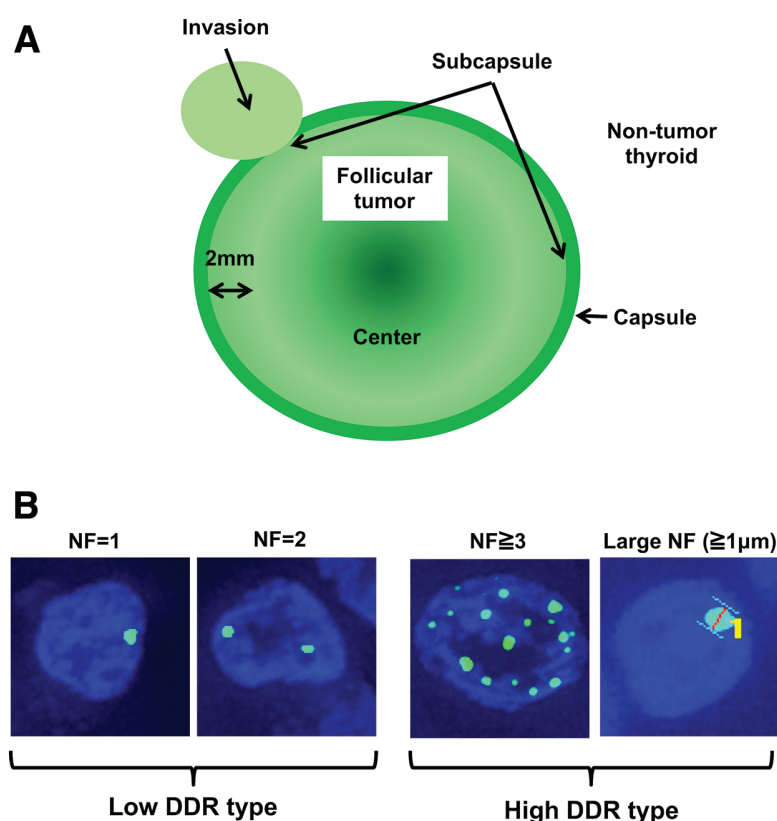 A
Invasion
Subcapsule
Non-tumor
thyroid
Follicular
tumor
2mm
Capsule
Center
B
NF=1
NF=2
NF≧3
Large NF (≧1μm)
1
Low DDR type
High DDR type